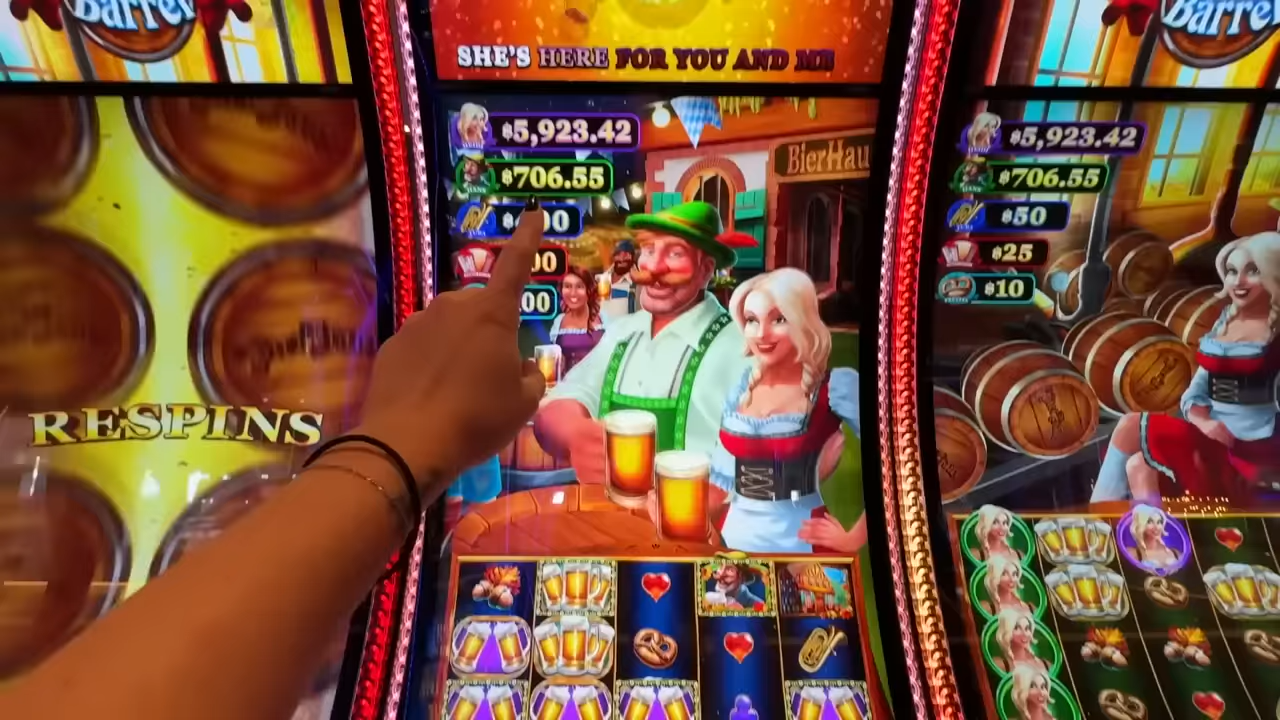 Barrel
RESPINS
SHE'S HERE FOR YOU AND ME
$5,923.42
$706.55
BierHau
Barrel
$5,923.42
$706.55
$50
$25
$10